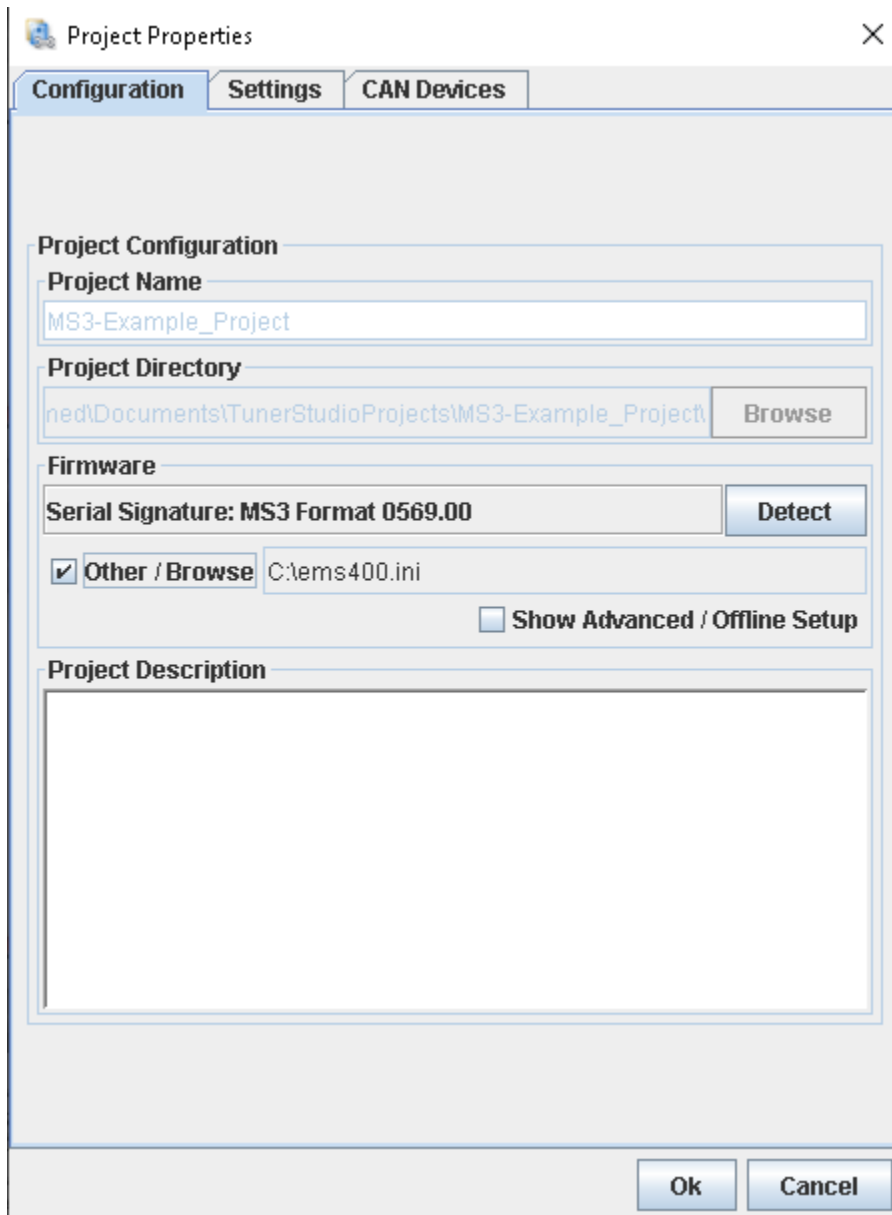 Project Properties
Configuration Settings CAN Devices
Project Configuration
Project Name
MS3-Example_Project
Project Directory
ned\Documents\TunerStudioProjects\MS3-Example_Project\ Browse
Firmware
Serial Signature: MS3 Format 0569.00 Detect
Other / Browse C:\ems400.ini
Show Advanced / Offline Setup
Project Description
Ok Cancel